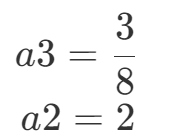 a3 = 3/8
a2 = 2